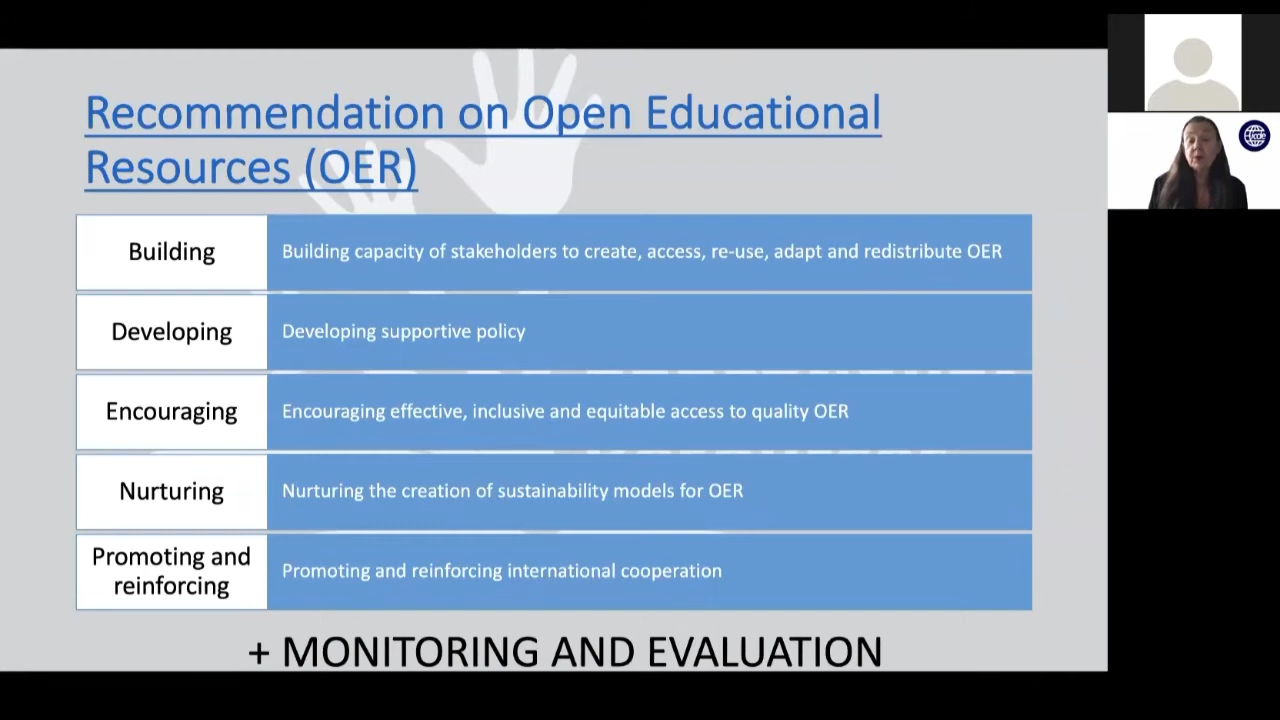 Recommendation on Open Educational
Resources (OER)
Building
Building capacity of stakeholders to create, access, re-use, adapt and redistribute OER
Developing
Developing supportive policy
Encouraging
Encouraging effective, inclusive and equitable access to quality OER
Nurturing
Nurturing the creation of sustainability models for OER
Promoting and
reinforcing
Promoting and reinforcing international cooperation
+ MONITORING AND EVALUATION
icde